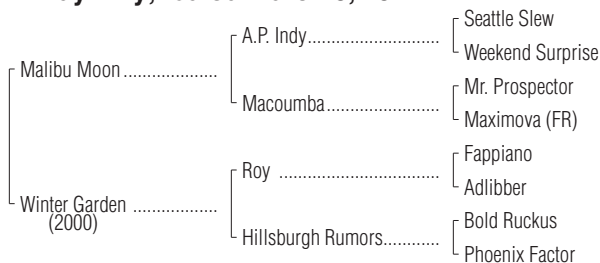 Seattle Slew
A.P. Indy
Weekend Surprise
Malibu Moon
Mr. Prospector
Macoumba
Maximova (FR)
Fappiano
Roy
Adlibber
Winter Garden
(2000)
Bold Ruckus
Hillsburgh Rumors
Phoenix Factor